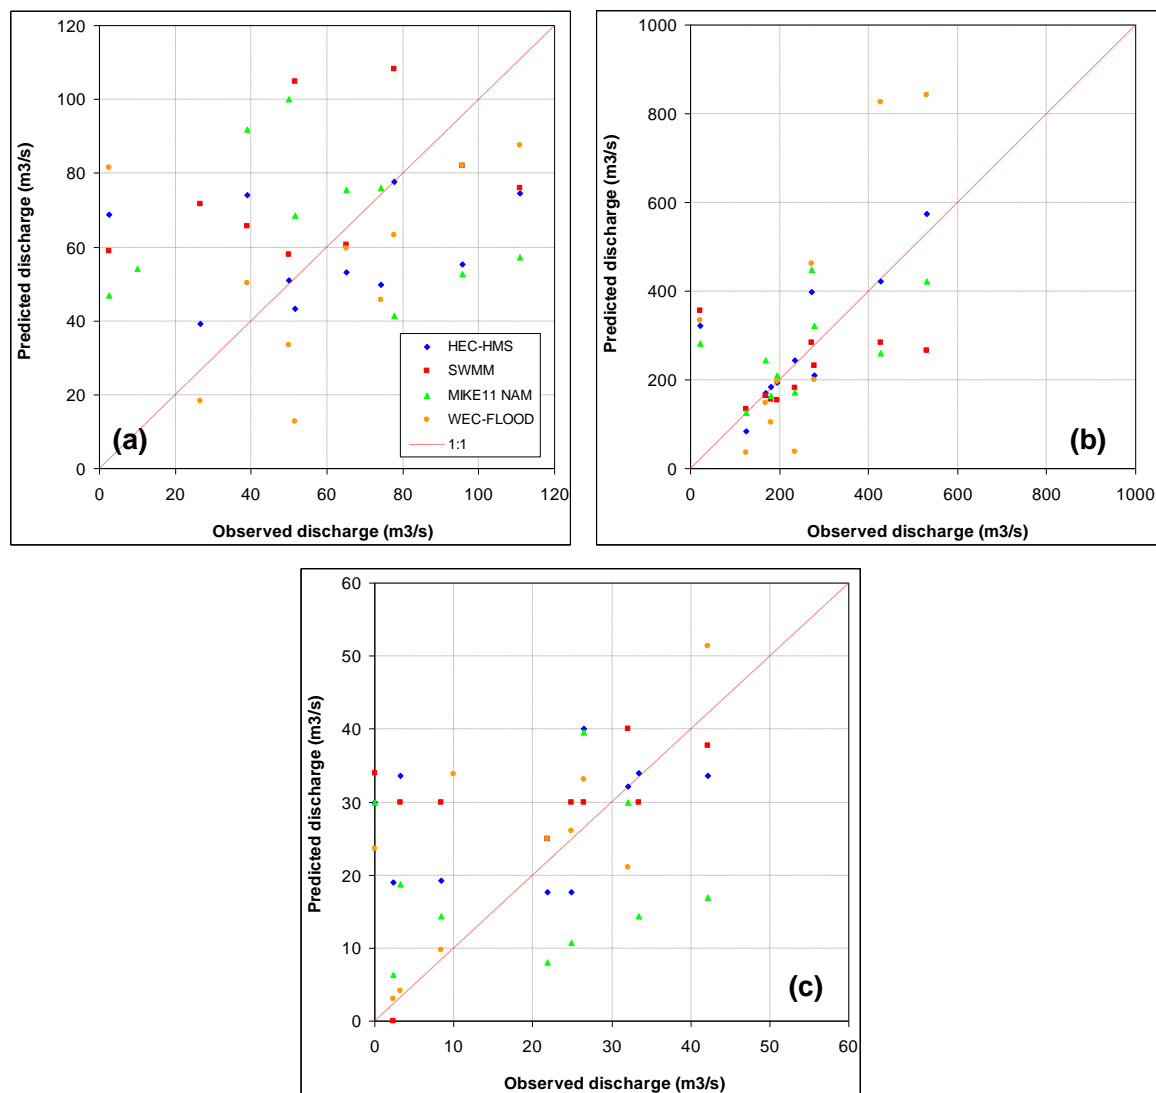 120
100
80
60
40
20
0
Predicted discharge (m3/s)
HEC-HMS
SWMM
MIKE11 NAM
WEC-FLOOD
1:1
(a)
0 20 40 60 80 100 120
Observed discharge (m3/s)
1000
800
600
400
200
0
Predicted discharge (m3/s)
(b)
0 200 400 600 800 1000
Observed discharge (m3/s)
60
50
40
30
20
10
0
Predicted discharge (m3/s)
(c)
0 10 20 30 40 50 60
Observed discharge (m3/s)